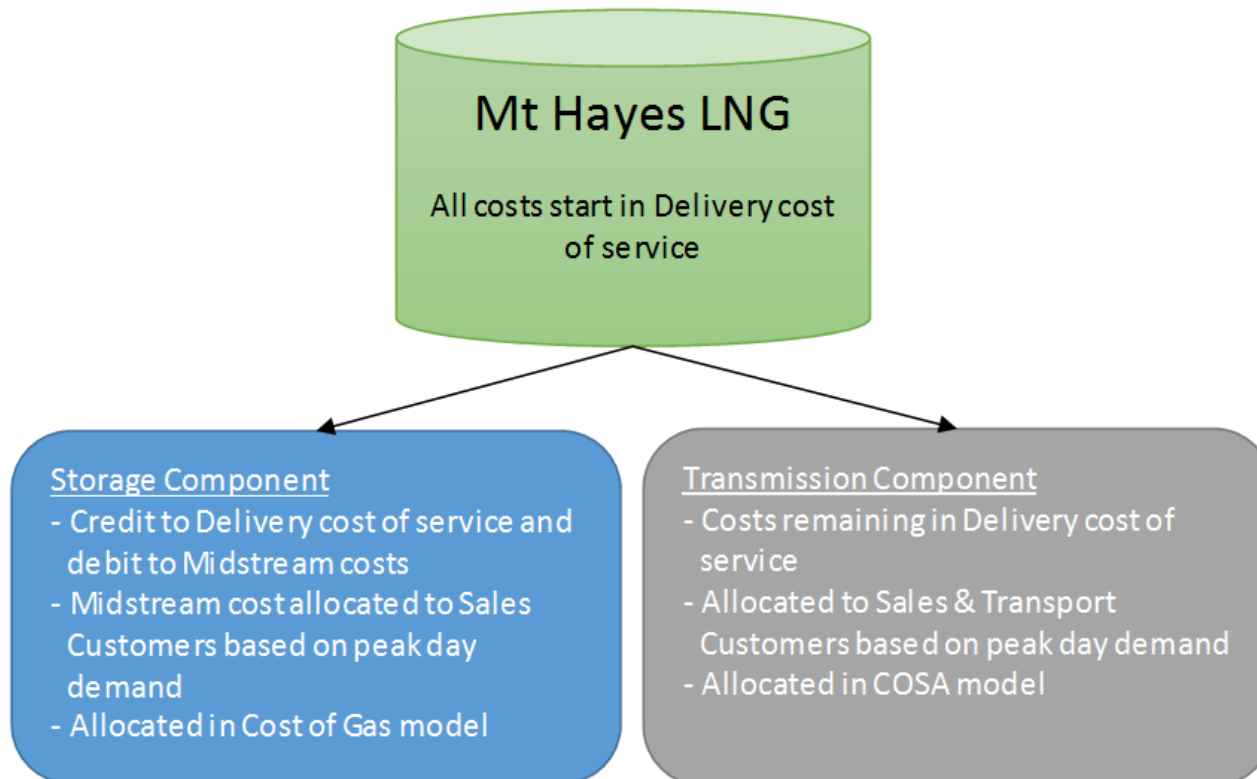 Mt Hayes LNG
All costs start in Delivery cost
of service
Storage Component
- Credit to Delivery cost of service and
debit to Midstream costs
- Midstream cost allocated to Sales
Customers based on peak day
demand
- Allocated in Cost of Gas model
Transmission Component
- Costs remaining in Delivery cost of
service
- Allocated to Sales & Transport
Customers based on peak day demand
- Allocated in COSA model